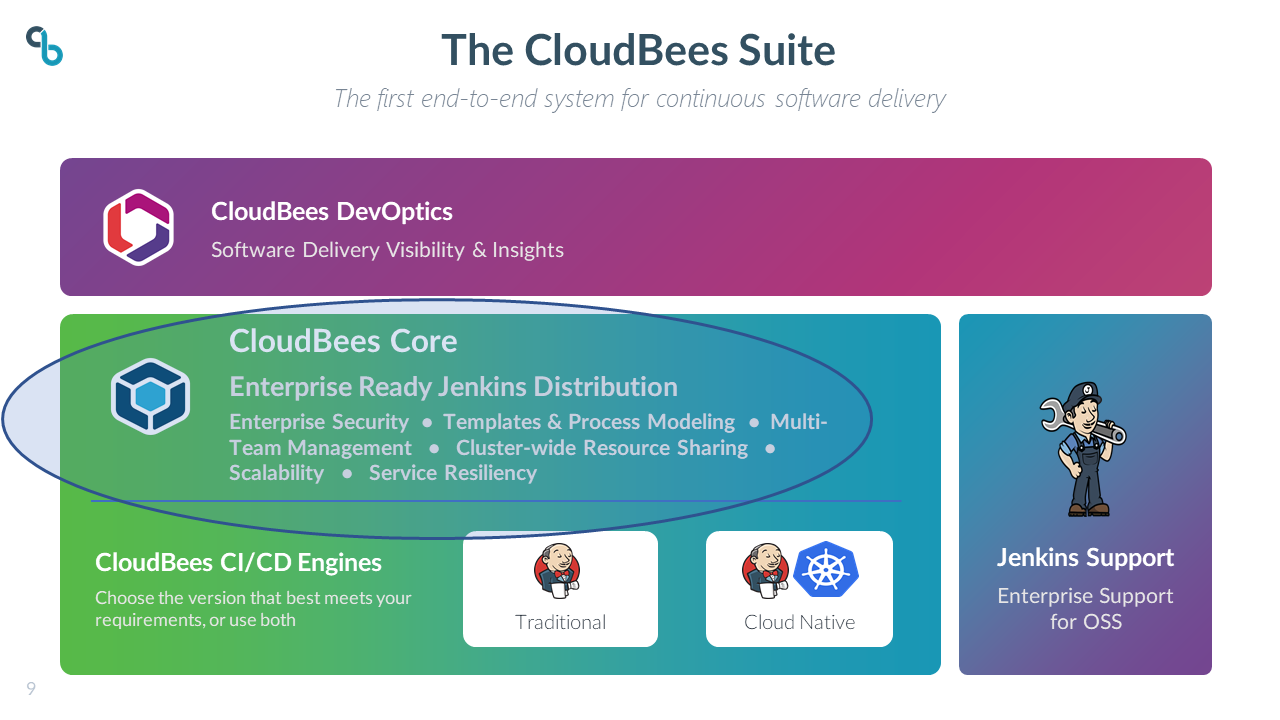 The CloudBees Suite
The first end-to-end system for continuous software delivery
CloudBees DevOptics
Software Delivery Visibility & Insights
CloudBees Core
Enterprise Ready Jenkins Distribution
Enterprise Security ● Templates & Process Modeling ● Multi-
Team Management ● Cluster-wide Resource Sharing ●
Scalability ● Service Resiliency
CloudBees CI/CD Engines
Choose the version that best meets your
requirements, or use both
Traditional
Cloud Native
Jenkins Support
Enterprise Support
for OSS
9